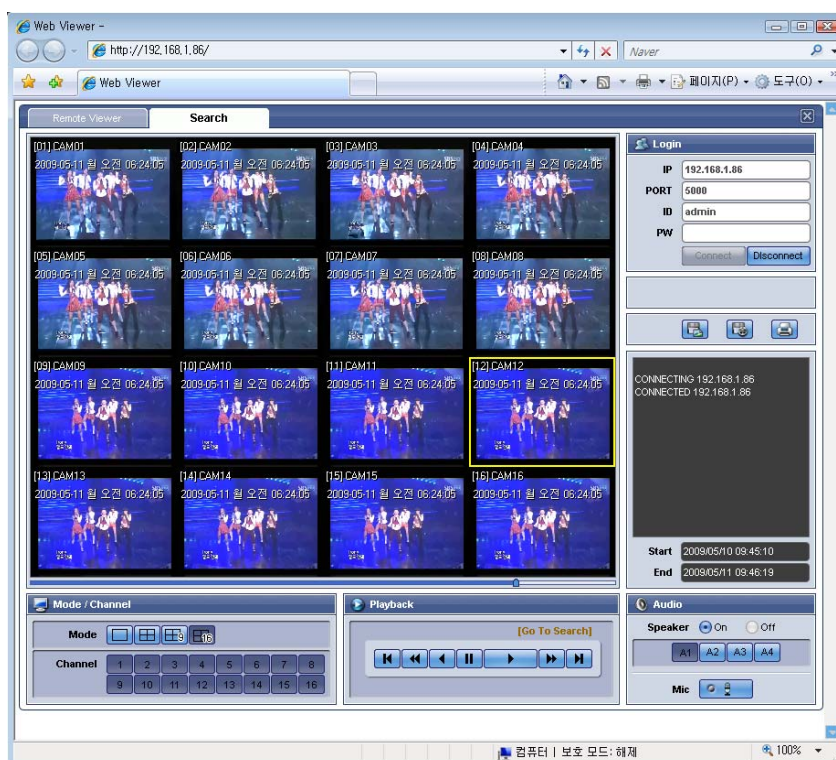 Web Viewer -
http://192.168.1.86/
Naver
Web Viewer
페이지(P)
도구(O)
Remote Viewer
Search
[01] CAM01
2009-05-11 월 오전 06:24:05
[02] CAM02
2009-05-11 월 오전 06:24:05
[03] CAM03
2009-05-11 월 오전 06:24:05
[04] CAM04
2009-05-11 월 오전 06:24:05
[05] CAM05
2009-05-11 월 오전 06:24:05
[06] CAM06
2009-05-11 월 오전 06:24:05
[07] CAM07
2009-05-11 월 오전 06:24:05
[08] CAM08
2009-05-11 월 오전 06:24:05
[09] CAM09
2009-05-11 월 오전 06:24:05
[10] CAM10
2009-05-11 월 오전 06:24:05
[11] CAM11
2009-05-11 월 오전 06:24:05
[12] CAM12
2009-05-11 월 오전 06:24:05
[13] CAM13
2009-05-11 월 오전 06:24:05
[14] CAM14
2009-05-11 월 오전 06:24:05
[15] CAM15
2009-05-11 월 오전 06:24:05
[16] CAM16
2009-05-11 월 오전 06:24:05
Login
IP 192.168.1.86
PORT 5000
ID admin
PW
Connect Disconnect
CONNECTING 192.168.1.86
CONNECTED 192.168.1.86
Start 2009/05/10 09:45:10
End 2009/05/11 09:46:19
Mode / Channel
Mode 9 16
Channel 1 2 3 4 5 6 7 8
9 10 11 12 13 14 15 16
Playback
[Go To Search]
Audio
Speaker On Off
A1 A2 A3 A4
Mic
컴퓨터 | 보호 모드: 해제
100%